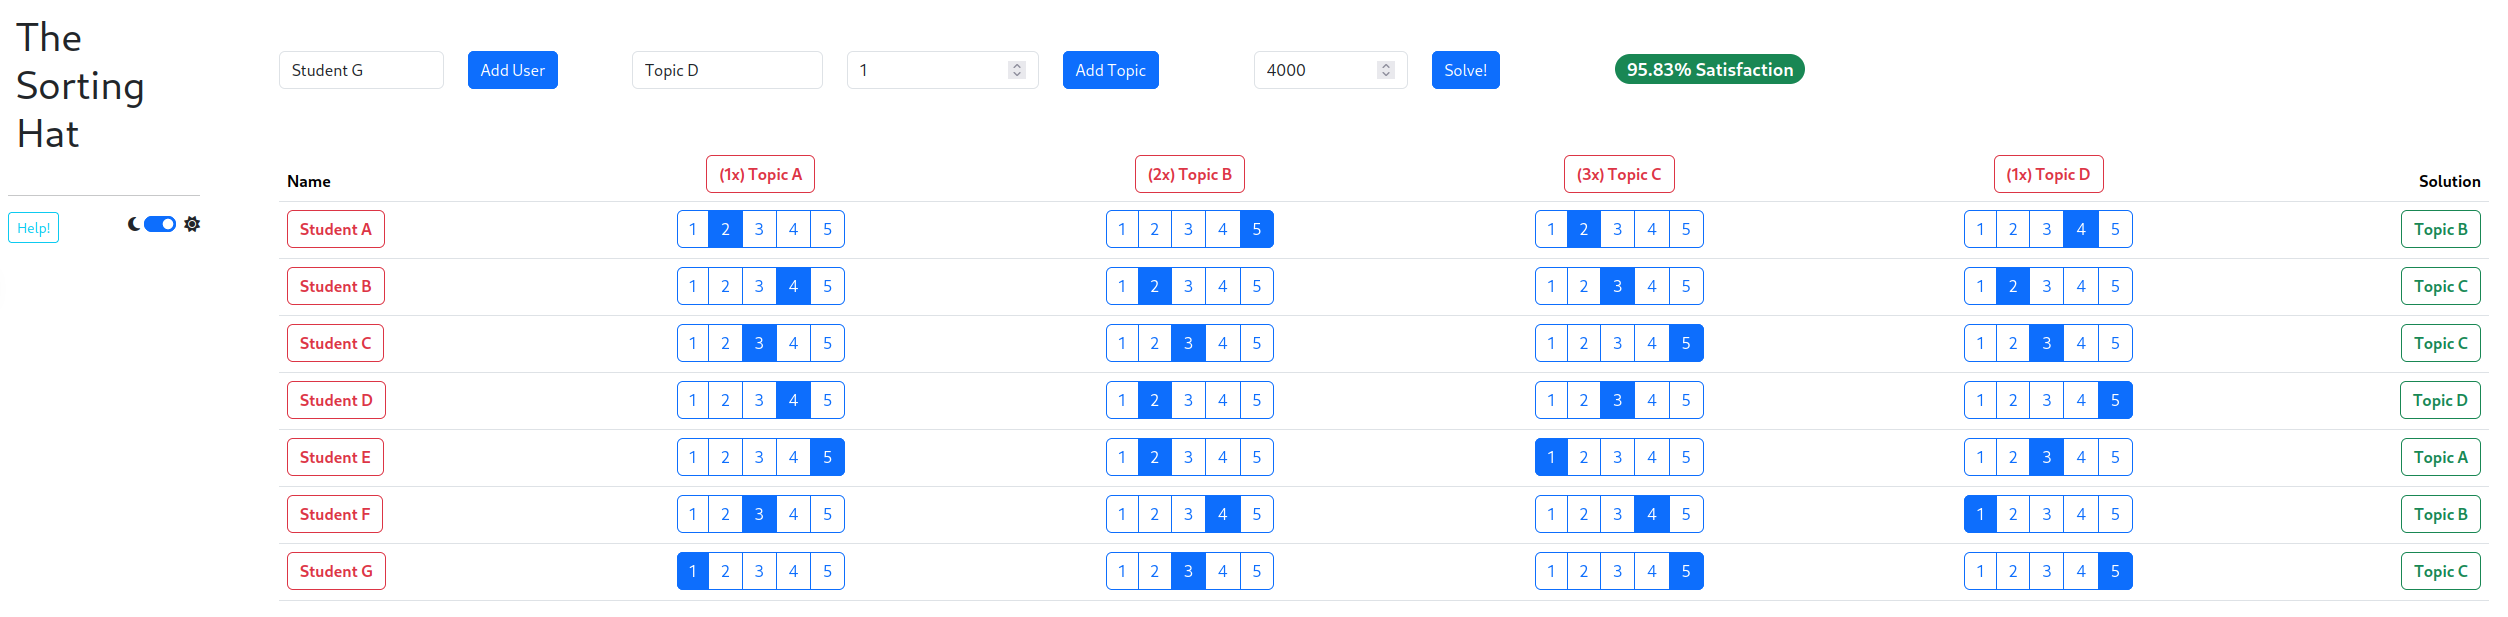 The
Sorting
Hat
Help!
Student G Add User Topic D 1 Add Topic 4000 Solve! 95.83% Satisfaction
Name (1x) Topic A (2x) Topic B (3x) Topic C (1x) Topic D Solution
Student A 1 2 3 4 5 1 2 3 4 5 1 2 3 4 5 1 2 3 4 5 Topic B
Student B 1 2 3 4 5 1 2 3 4 5 1 2 3 4 5 1 2 3 4 5 Topic C
Student C 1 2 3 4 5 1 2 3 4 5 1 2 3 4 5 1 2 3 4 5 Topic C
Student D 1 2 3 4 5 1 2 3 4 5 1 2 3 4 5 1 2 3 4 5 Topic D
Student E 1 2 3 4 5 1 2 3 4 5 1 2 3 4 5 1 2 3 4 5 Topic A
Student F 1 2 3 4 5 1 2 3 4 5 1 2 3 4 5 1 2 3 4 5 Topic B
Student G 1 2 3 4 5 1 2 3 4 5 1 2 3 4 5 1 2 3 4 5 Topic C